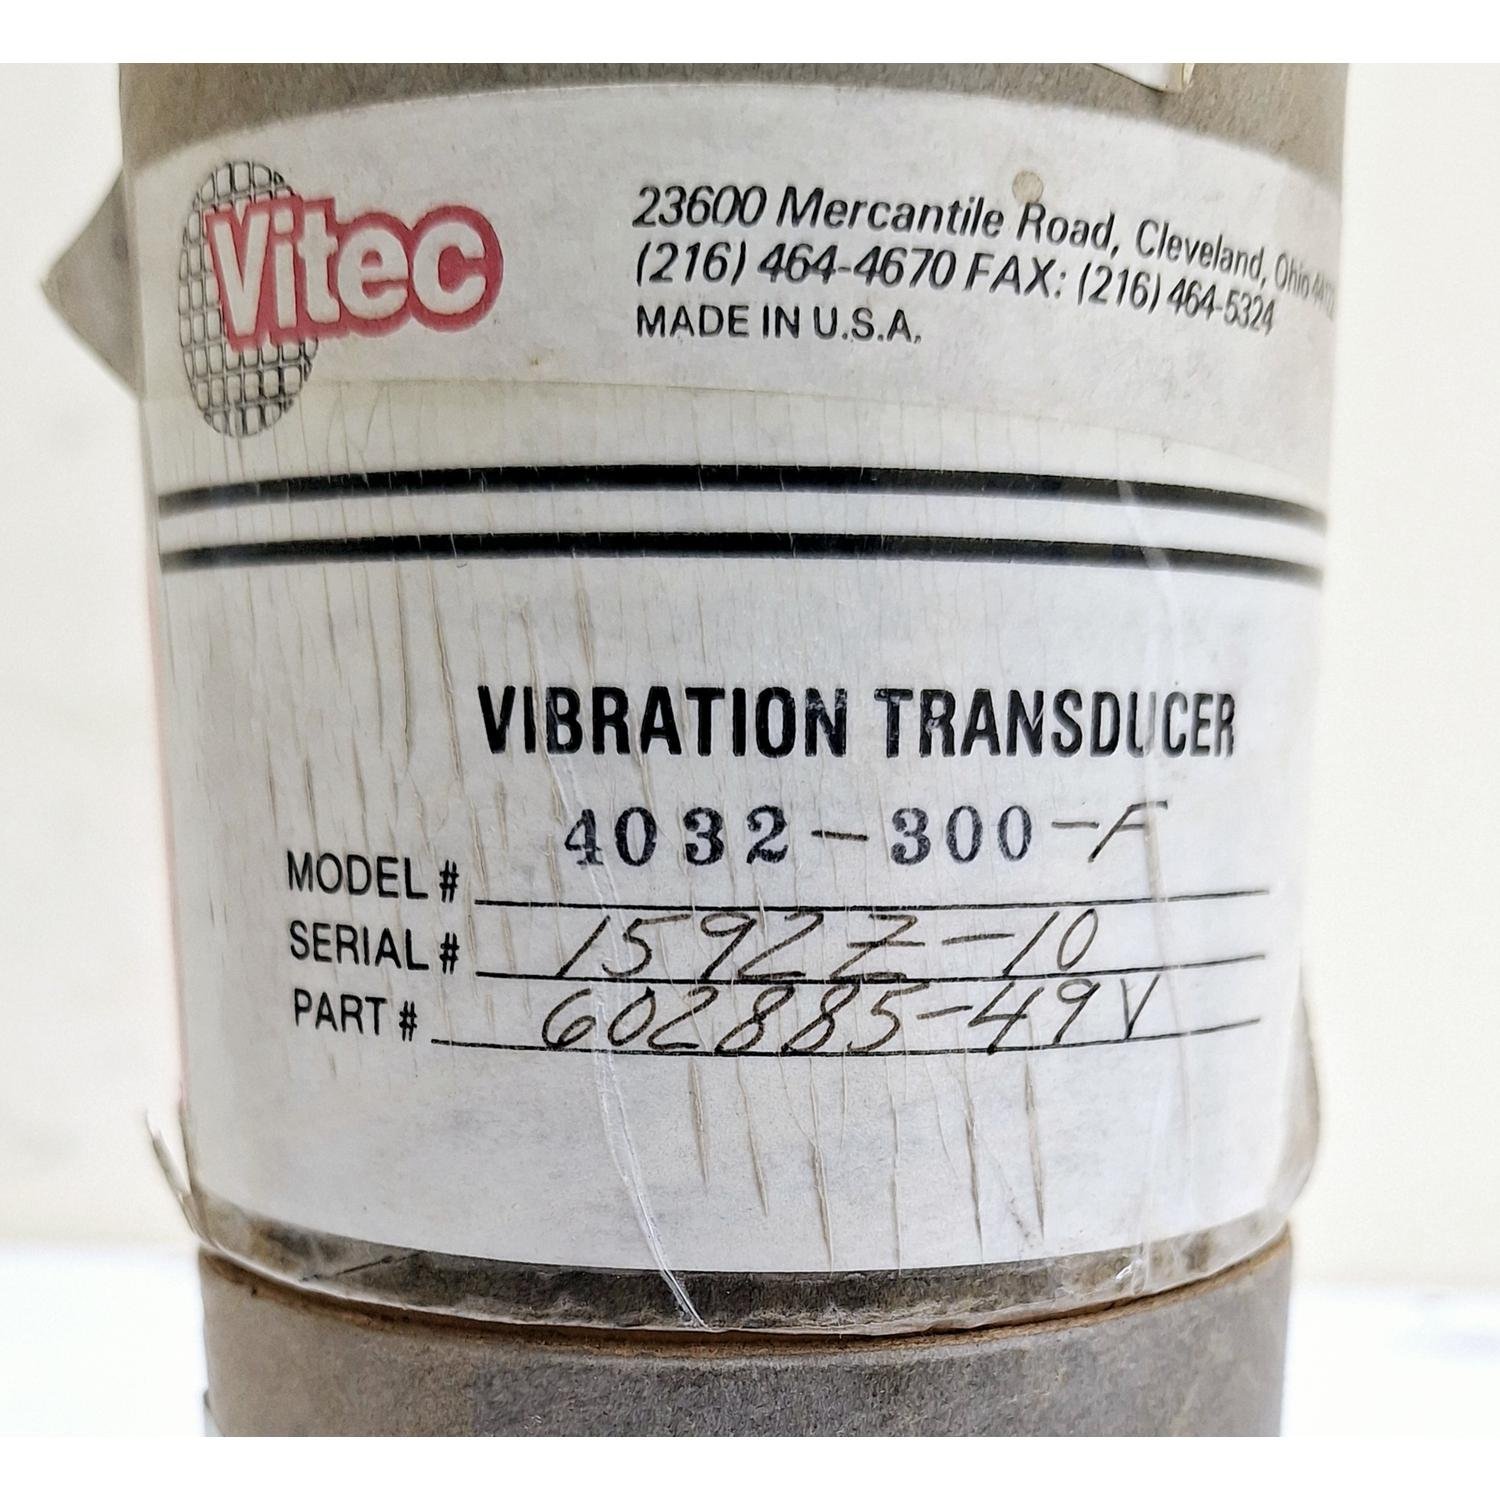 Vitec
23600 Mercantile Road, Cleveland, Ohio
(216) 464-4670 FAX: (216) 464-5324
MADE IN U.S.A.
VIBRATION TRANSDUCER
MODEL # 4032-300-F
SERIAL # 15922-10
PART # 602885-49V